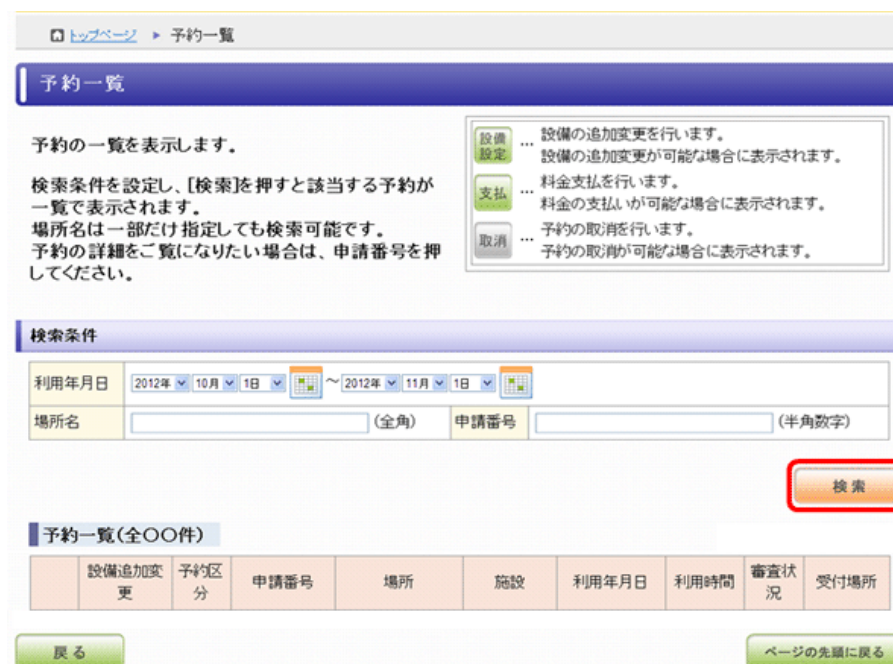 トップページ ▶ 予約一覧
予約一覧
予約の一覧を表示します。
検索条件を設定し、[検索]を押すと該当する予約が
一覧で表示されます。
場所名は一部だけ指定しても検索可能です。
予約の詳細をご覧になりたい場合は、申請番号を押
してください。
設備
設定 … 設備の追加変更を行います。
設備の追加変更が可能な場合に表示されます。
支払 … 料金支払を行います。
料金の支払いが可能な場合に表示されます。
取消 … 予約の取消を行います。
予約の取消が可能な場合に表示されます。
検索条件
利用年月日 2012年 10月 1日 ～ 2012年 11月 1日
場所名 (全角) 申請番号 (半角数字)
検索
予約一覧(全〇〇件)
設備追加変
更 予約区
分 申請番号 場所 施設 利用年月日 利用時間 審査状
況 受付場所
戻る ページの先頭に戻る